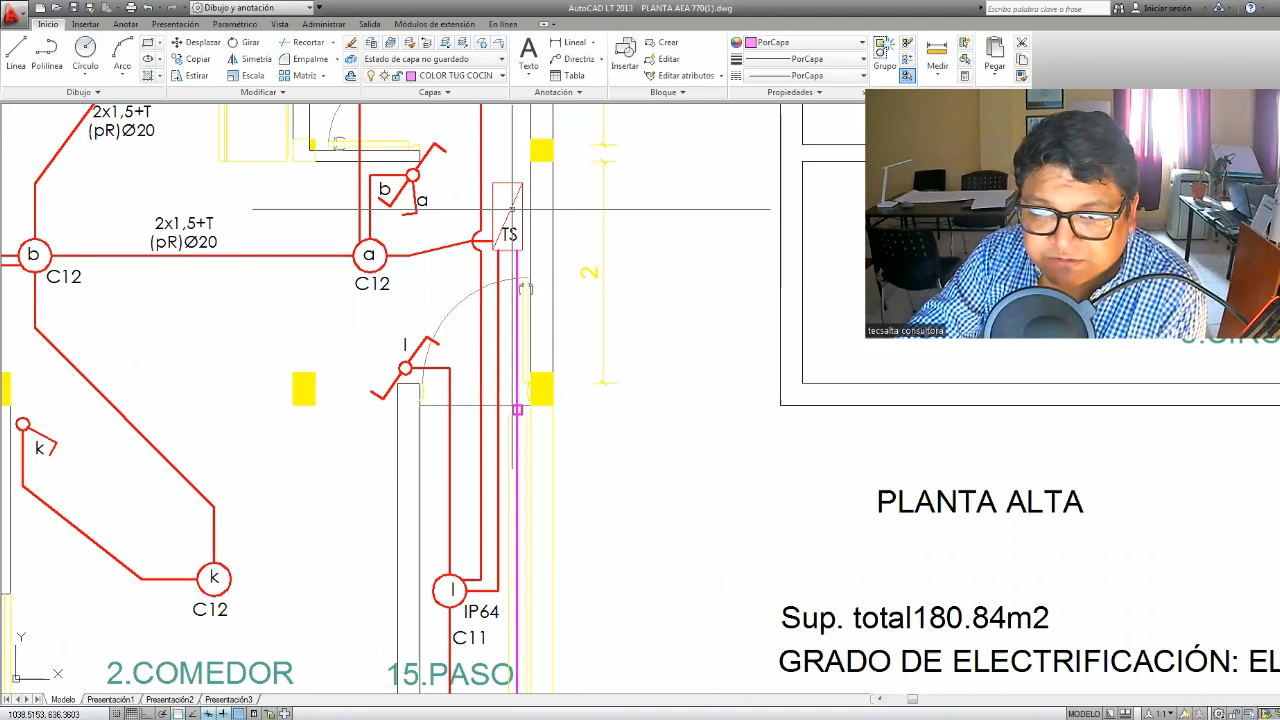 Dibujo y anotación
AutoCAD LT 2013 PLANTA AEA 770(1).dwg
Escriba palabra clave o frase
Iniciar sesión
Inicio Insertar Anotar Presentación Paramétrico Vista Administrar Salida Módulos de extensión En línea
Línea
Polilínea
Círculo
Arco
Desplazar
Girar
Recortar
Copiar
Simetría
Empalme
Estirar
Escala
Matriz
Estado de capa no guardado
COLOR TUG COCIN
Texto
Lineal
Directriz
Tabla
Insertar
Crear
Editar
Editar atributos
PorCapa
PorCapa
PorCapa
Grupo
Medir
Pegar
Dibujo
Modificar
Capas
Anotación
Bloque
Propiedades
2x1,5+T
(pR)Ø20
b
a
2x1,5+T
(pR)Ø20
TS
b
C12
a
C12
2
tecsalta consultora
l
k
k
C12
l
IP64
C11
PLANTA ALTA
Sup. total180.84m2
GRADO DE ELECTRIFICACIÓN: EL
2.COMEDOR
15.PASO
Y
X
Modelo Presentación1 Presentación2 Presentación3
1038.5153, 636.3603
MODELO
1:1